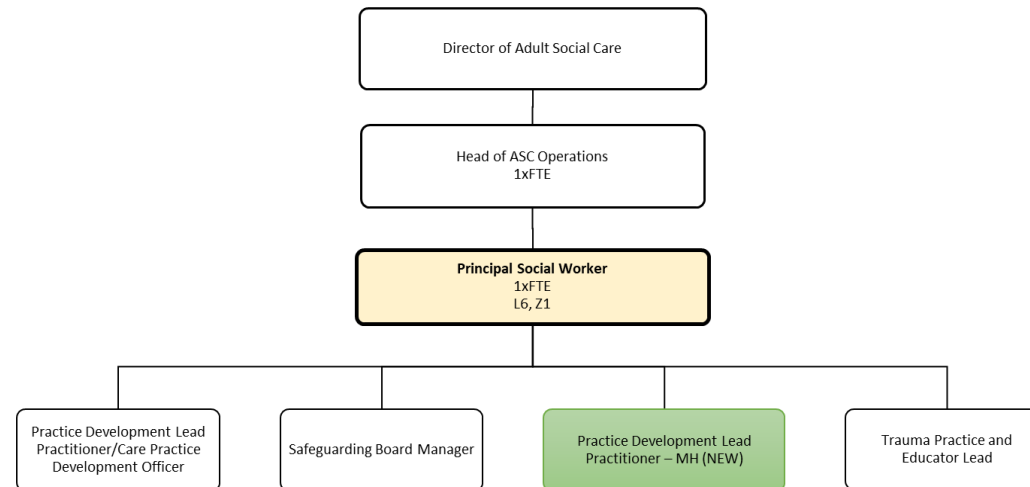 Director of Adult Social Care
Head of ASC Operations
1xFTE
Principal Social Worker
1xFTE
L6, Z1
Practice Development Lead
Practitioner/Care Practice
Development Officer
Safeguarding Board Manager
Practice Development Lead
Practitioner – MH (NEW)
Trauma Practice and
Educator Lead